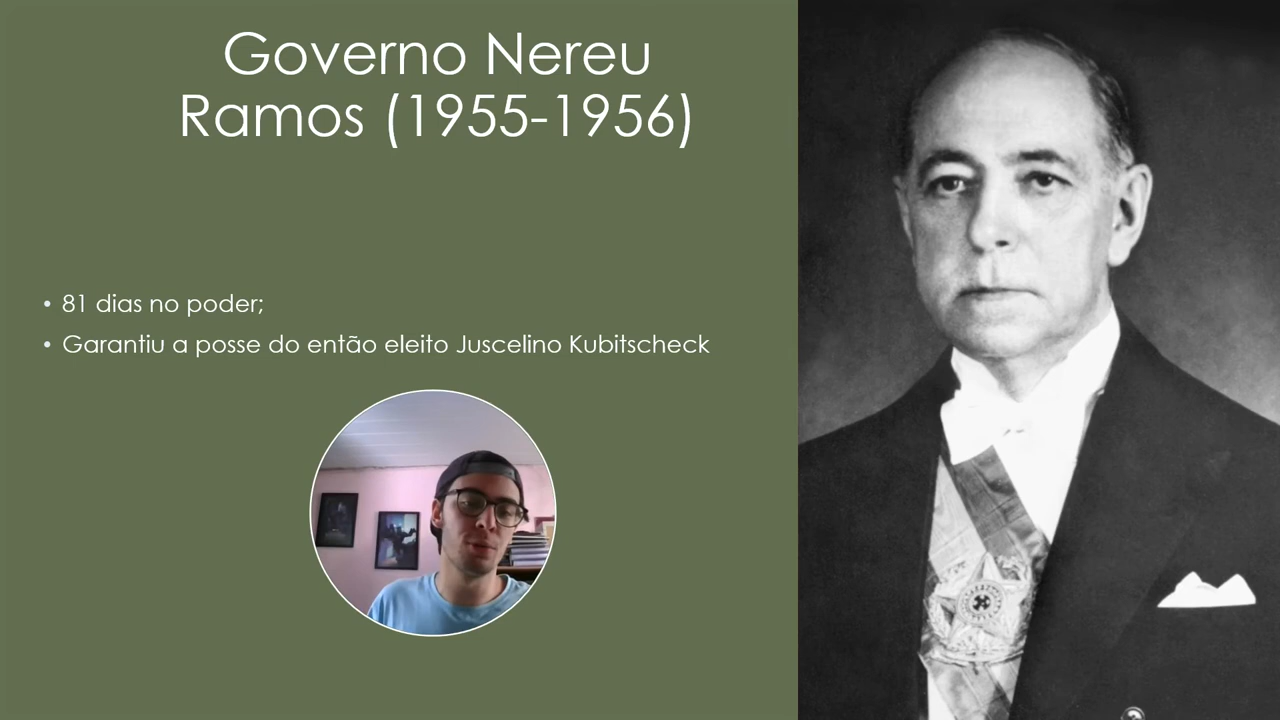 Governo Nereu
Ramos (1955-1956)
• 81 dias no poder;
• Garantiu a posse do então eleito Juscelino Kubitscheck